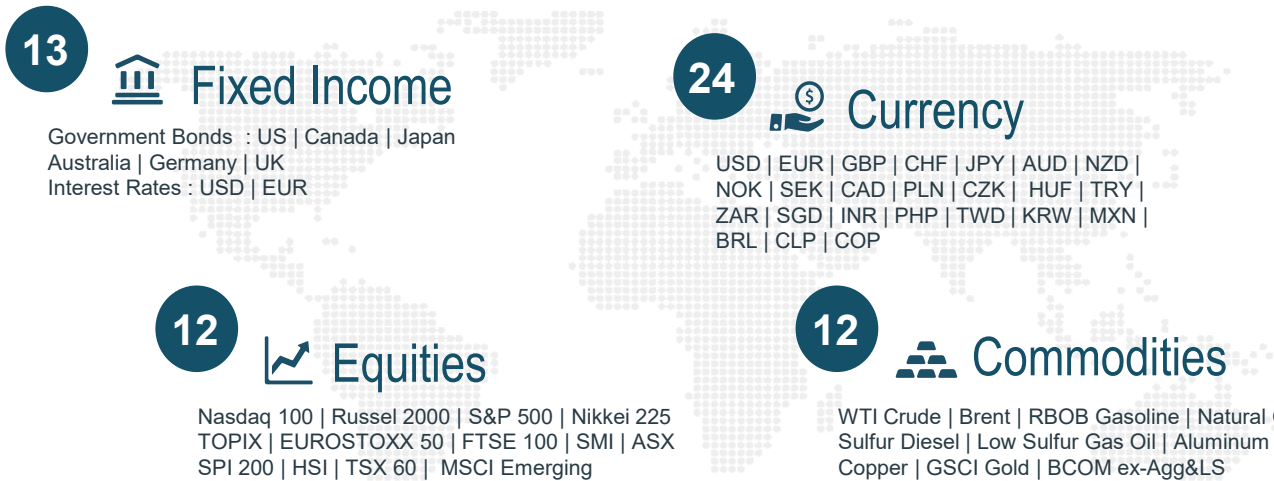 13
Fixed Income
Government Bonds : US | Canada | Japan
Australia | Germany | UK
Interest Rates : USD | EUR
24
Currency
USD | EUR | GBP | CHF | JPY | AUD | NZD |
NOK | SEK | CAD | PLN | CZK | HUF | TRY |
ZAR | SGD | INR | PHP | TWD | KRW | MXN |
BRL | CLP | COP
12
Equities
Nasdaq 100 | Russel 2000 | S&P 500 | Nikkei 225
TOPIX | EUROSTOXX 50 | FTSE 100 | SMI | ASX
SPI 200 | HSI | TSX 60 | MSCI Emerging
12
Commodities
WTI Crude | Brent | RBOB Gasoline | Natural
Sulfur Diesel | Low Sulfur Gas Oil | Aluminum
Copper | GSCI Gold | BCOM ex-Agg&LS